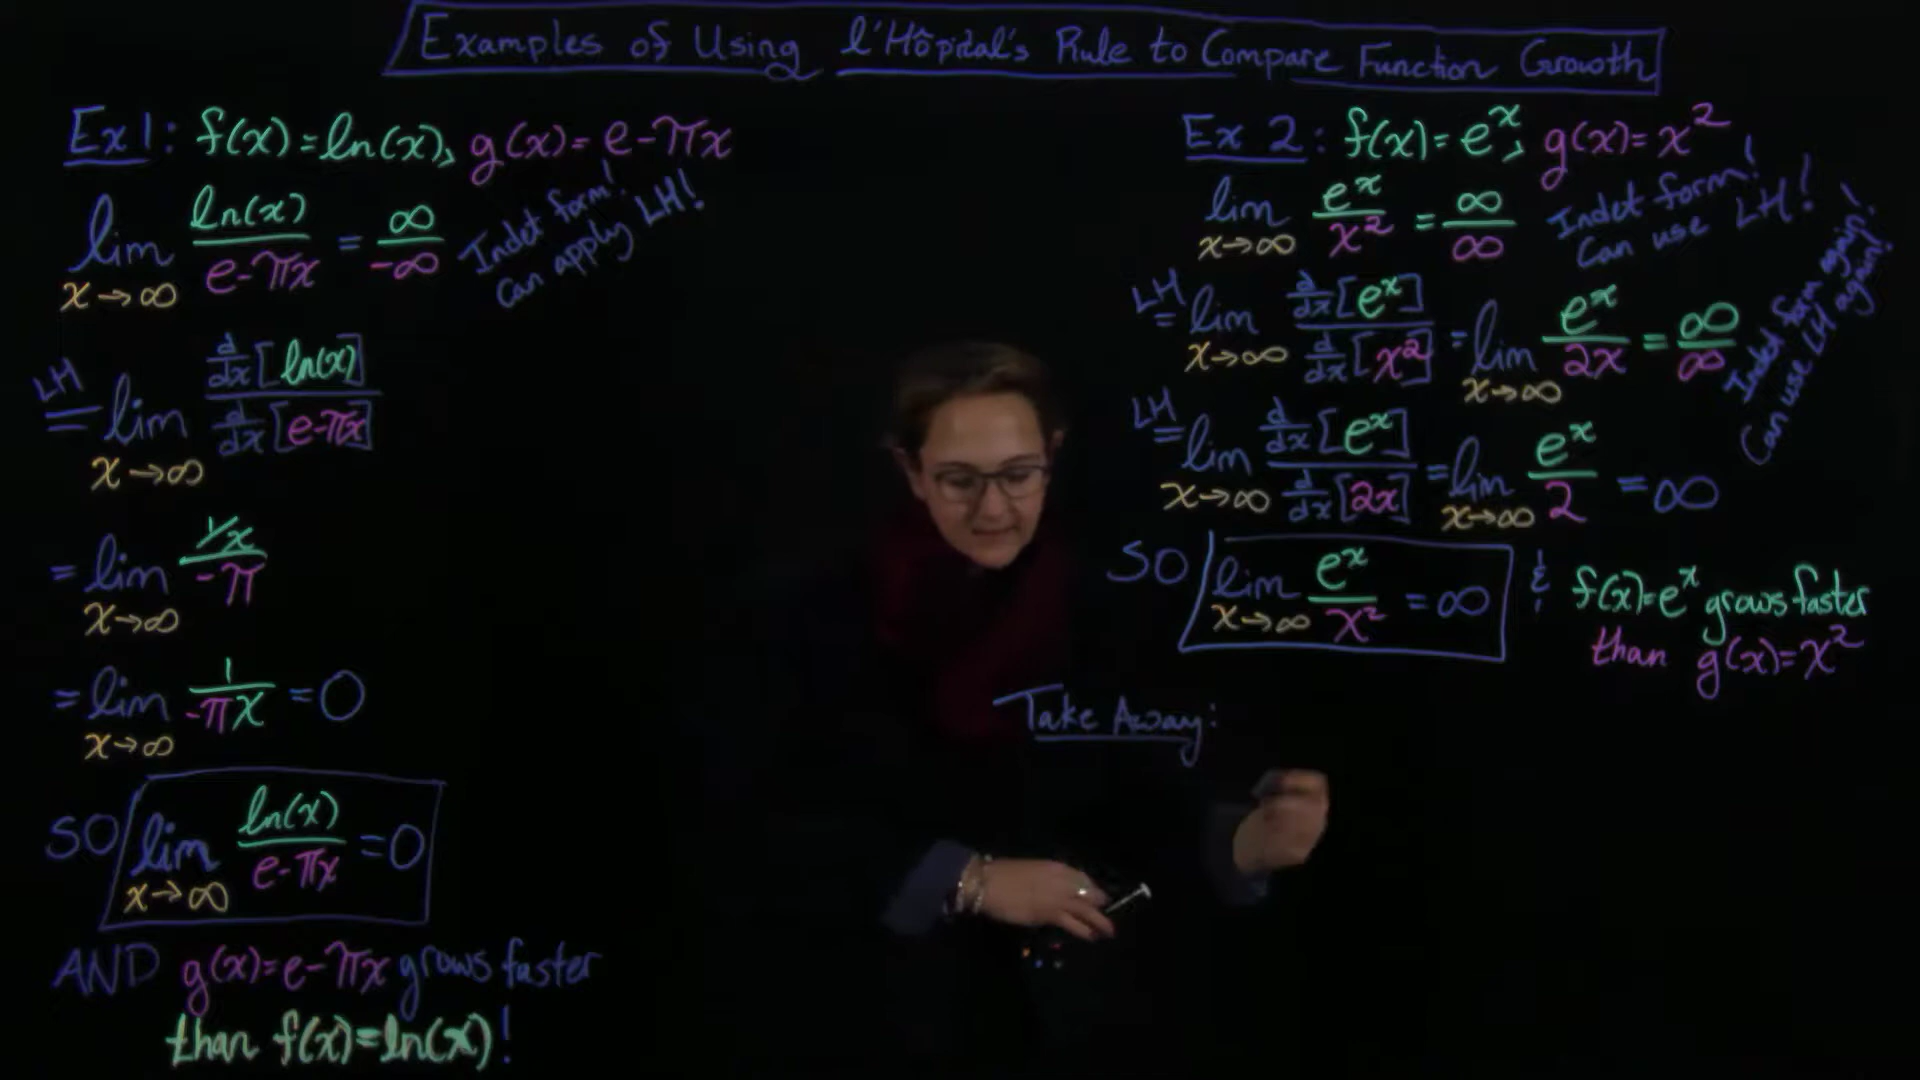 Examples of Using l'Hôpital's Rule to Compare Function Growth
Ex 1: f(x)=ln(x), g(x)=e-πx
lim x→∞ ln(x)/(e-πx) = ∞/-∞
Indet form!
can apply LH!
LH= lim x→∞ d/dx[ln(x)] / d/dx[e-πx]
= lim x→∞ (1/x)/(-π)
= lim x→∞ 1/(-πx) = 0
SO lim x→∞ ln(x)/(e-πx) = 0
AND g(x)=e-πx grows faster
than f(x)=ln(x)!
Ex 2: f(x)=e^x, g(x)=x^2
lim x→∞ e^x/x^2 = ∞/∞
Indet form!
Can use LH!
LH= lim x→∞ d/dx[e^x] / d/dx[x^2] = lim x→∞ e^x/2x = ∞/∞
Indet form again!
Can use LH again!
LH= lim x→∞ d/dx[e^x] / d/dx[2x] = lim x→∞ e^x/2 = ∞
SO lim x→∞ e^x/x^2 = ∞ & f(x)=e^x grows faster
than g(x)=x^2
Take Away: